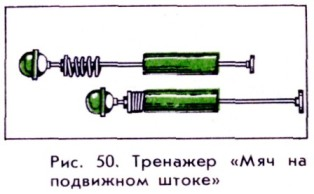 Рис. 50. Тренажер «Мяч на
подвижном штоке»